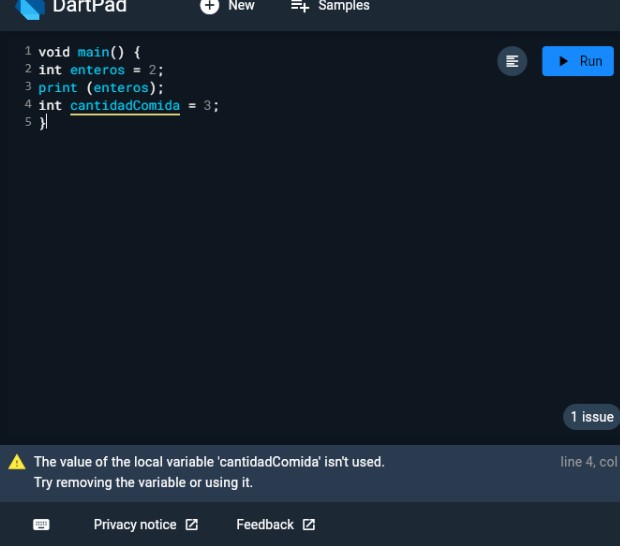 DartPad
New
Samples
1 void main() {
2 int enteros = 2;
3 print (enteros);
4 int cantidadComida = 3;
5 }
Run
1 issue
The value of the local variable 'cantidadComida' isn't used.
line 4, col
Try removing the variable or using it.
Privacy notice
Feedback